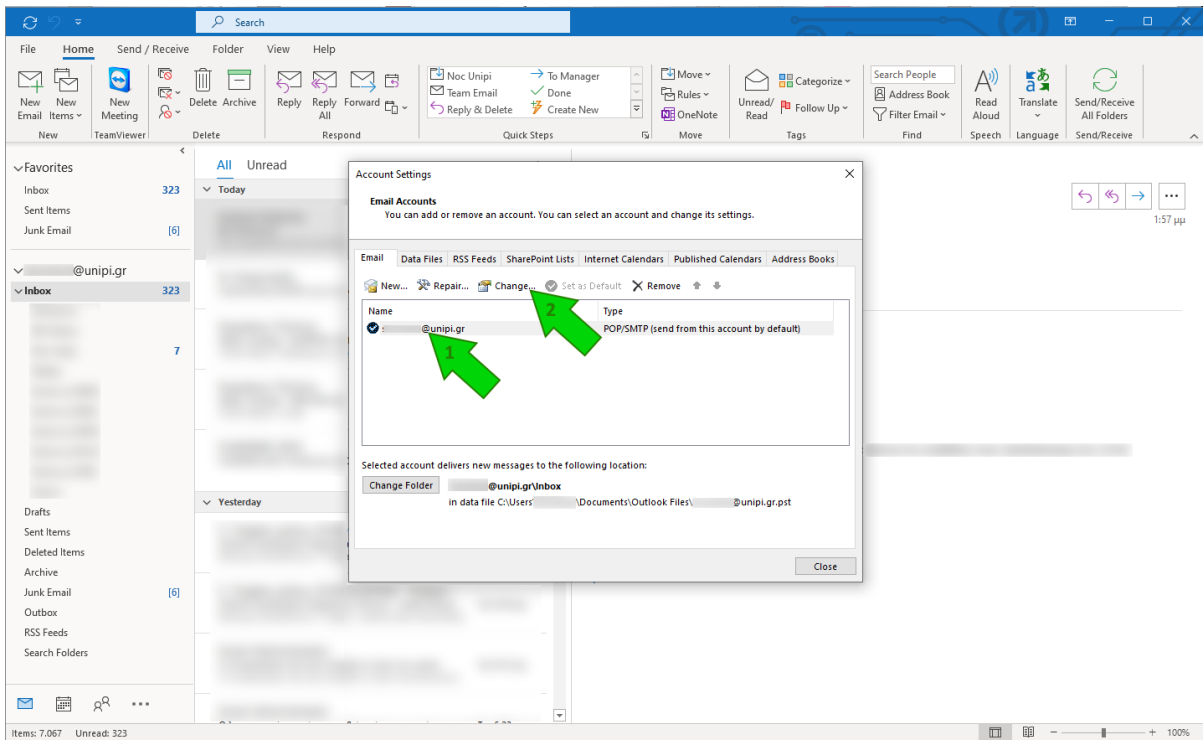 Search
File Home Send / Receive Folder View Help
New Email
New Items
New Meeting
Delete Archive
Reply
Reply All
Forward
Noc Unipi
Team Email
Reply & Delete
To Manager
Done
Create New
Move
Rules
OneNote
Unread/ Read
Categorize
Follow Up
Search People
Address Book
Filter Email
Read Aloud
Translate
Send/Receive All Folders
New TeamViewer Delete Respond Quick Steps Move Tags Find Speech Language Send/Receive
Favorites
Inbox 323
Sent Items
Junk Email [6]
@unipi.gr
Inbox 323
7
Drafts
Sent Items
Deleted Items
Archive
Junk Email [6]
Outbox
RSS Feeds
Search Folders
All Unread
Today
Yesterday
1:57 μμ
Account Settings
Email Accounts
You can add or remove an account. You can select an account and change its settings.
Email Data Files RSS Feeds SharePoint Lists Internet Calendars Published Calendars Address Books
New... Repair... Change... Set as Default Remove
Name Type
@unipi.gr POP/SMTP (send from this account by default)
1
2
Selected account delivers new messages to the following location:
Change Folder @unipi.gr\Inbox
in data file C:\Users \Documents\Outlook Files\ @unipi.gr.pst
Close
Items: 7.067 Unread: 323
100%